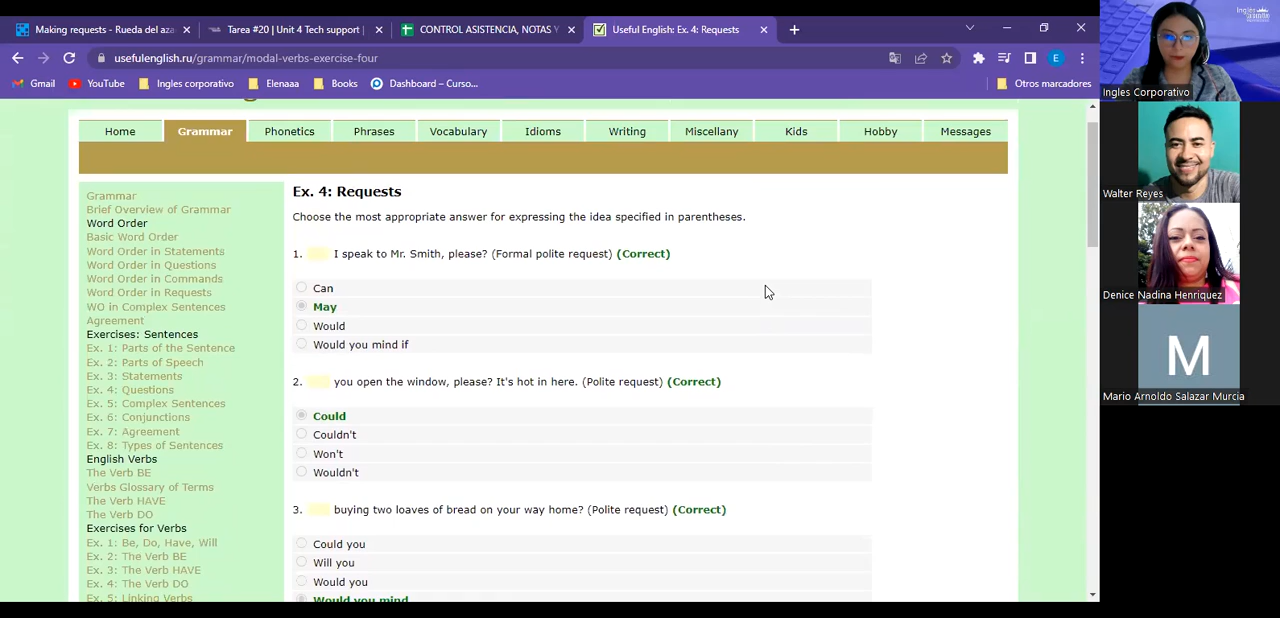 Making requests - Rueda del aza
Tarea #20 | Unit 4 Tech support |
CONTROL ASISTENCIA, NOTAS Y
Useful English: Ex. 4: Requests
usefulenglish.ru/grammar/modal-verbs-exercise-four
E
Gmail
YouTube
Ingles corporativo
Elenaaa
Books
Dashboard – Curso...
Otros marcadores
Home
Grammar
Phonetics
Phrases
Vocabulary
Idioms
Writing
Miscellany
Kids
Hobby
Messages
Grammar
Brief Overview of Grammar
Word Order
Basic Word Order
Word Order in Statements
Word Order in Questions
Word Order in Commands
Word Order in Requests
WO in Complex Sentences
Agreement
Exercises: Sentences
Ex. 1: Parts of the Sentence
Ex. 2: Parts of Speech
Ex. 3: Statements
Ex. 4: Questions
Ex. 5: Complex Sentences
Ex. 6: Conjunctions
Ex. 7: Agreement
Ex. 8: Types of Sentences
English Verbs
The Verb BE
Verbs Glossary of Terms
The Verb HAVE
The Verb DO
Exercises for Verbs
Ex. 1: Be, Do, Have, Will
Ex. 2: The Verb BE
Ex. 3: The Verb HAVE
Ex. 4: The Verb DO
Ex. 5: Linking Verbs
Ex. 4: Requests
Choose the most appropriate answer for expressing the idea specified in parentheses.
1. I speak to Mr. Smith, please? (Formal polite request) (Correct)
Can
May
Would
Would you mind if
2. you open the window, please? It's hot in here. (Polite request) (Correct)
Could
Couldn't
Won't
Wouldn't
3. buying two loaves of bread on your way home? (Polite request) (Correct)
Could you
Will you
Would you
Would you mind
Ingles Corporativo
Walter Reyes
Denice Nadina Henriquez
M
Mario Arnoldo Salazar Murcia